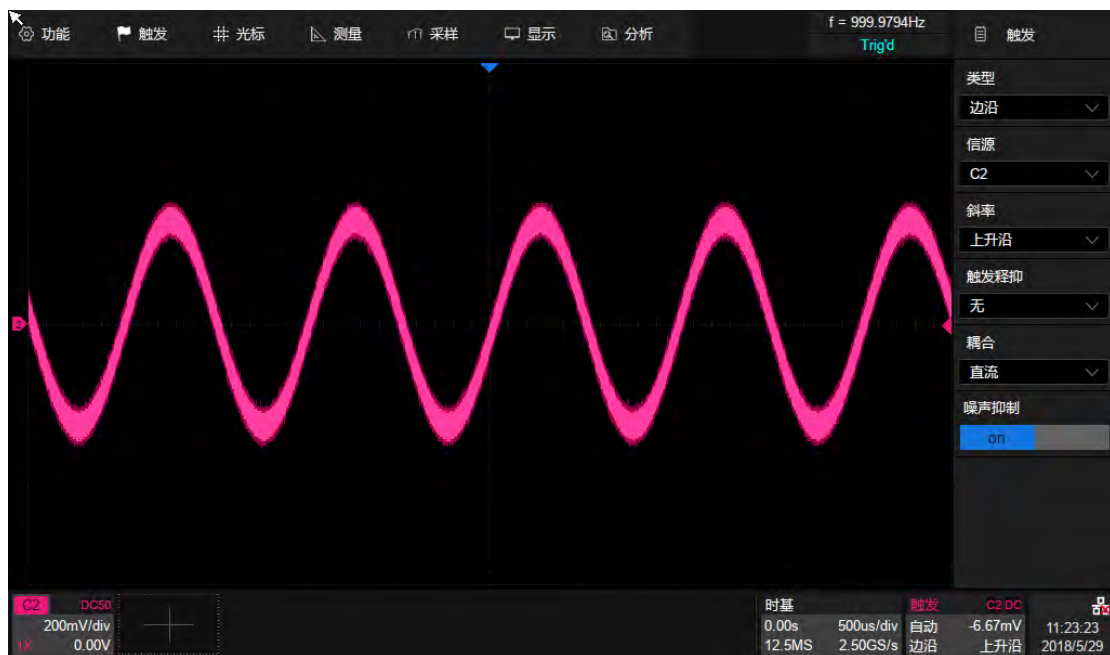 功能 触发 光标 测量 采样 显示 分析
f = 999.9794Hz
Trig'd
触发
类型
边沿
信源
C2
斜率
上升沿
触发释抑
无
耦合
直流
噪声抑制
on
2
C2 DC50
200mV/div
1X 0.00V
时基
0.00s 500us/div
12.5MS 2.50GS/s
触发 C2 DC
自动 -6.67mV
边沿 上升沿
11:23:23
2018/5/29